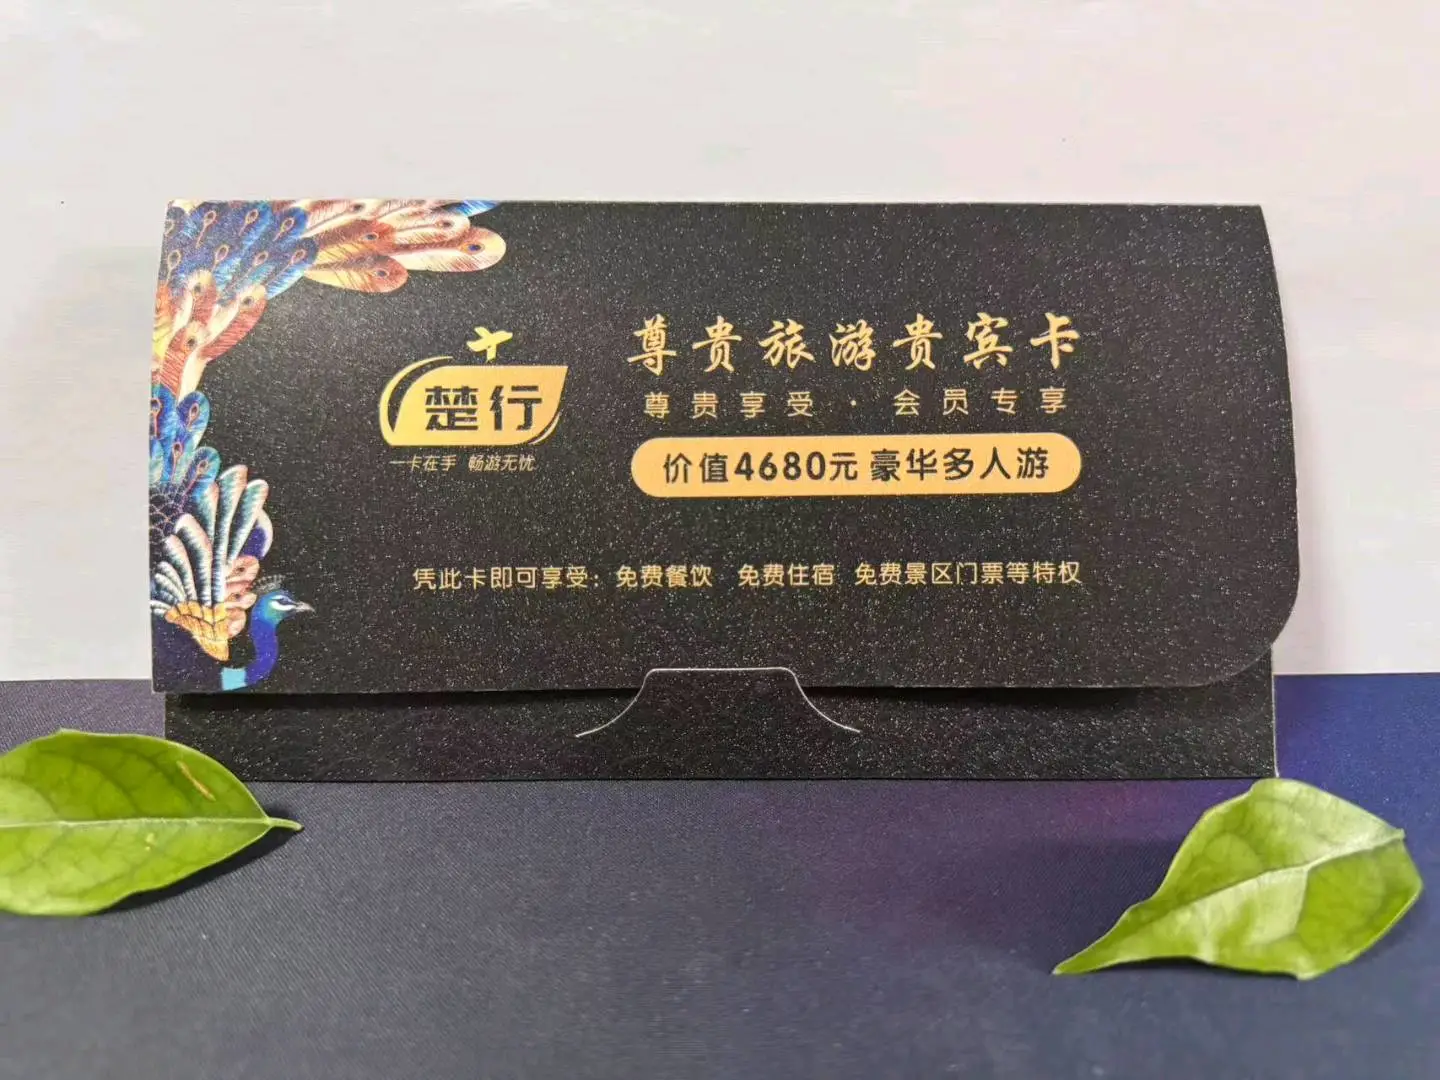 楚行
一卡在手 畅游无忧
尊贵旅游贵宾卡
尊贵享受·会员专享
价值4680元 豪华多人游
凭此卡即可享受：免费餐饮 免费住宿 免费景区门票等特权